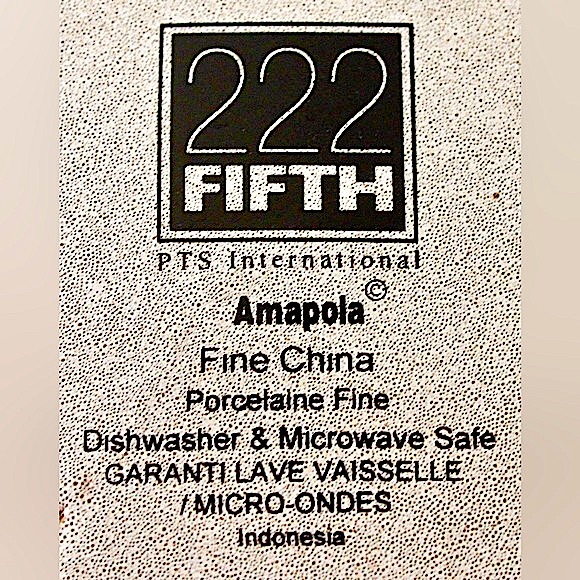 222
FIFTH
PTS International
Amapola©
Fine China
Porcelaine Fine
Dishwasher & Microwave Safe
GARANTI LAVE VAISSELLE
/MICRO-ONDES
Indonesia